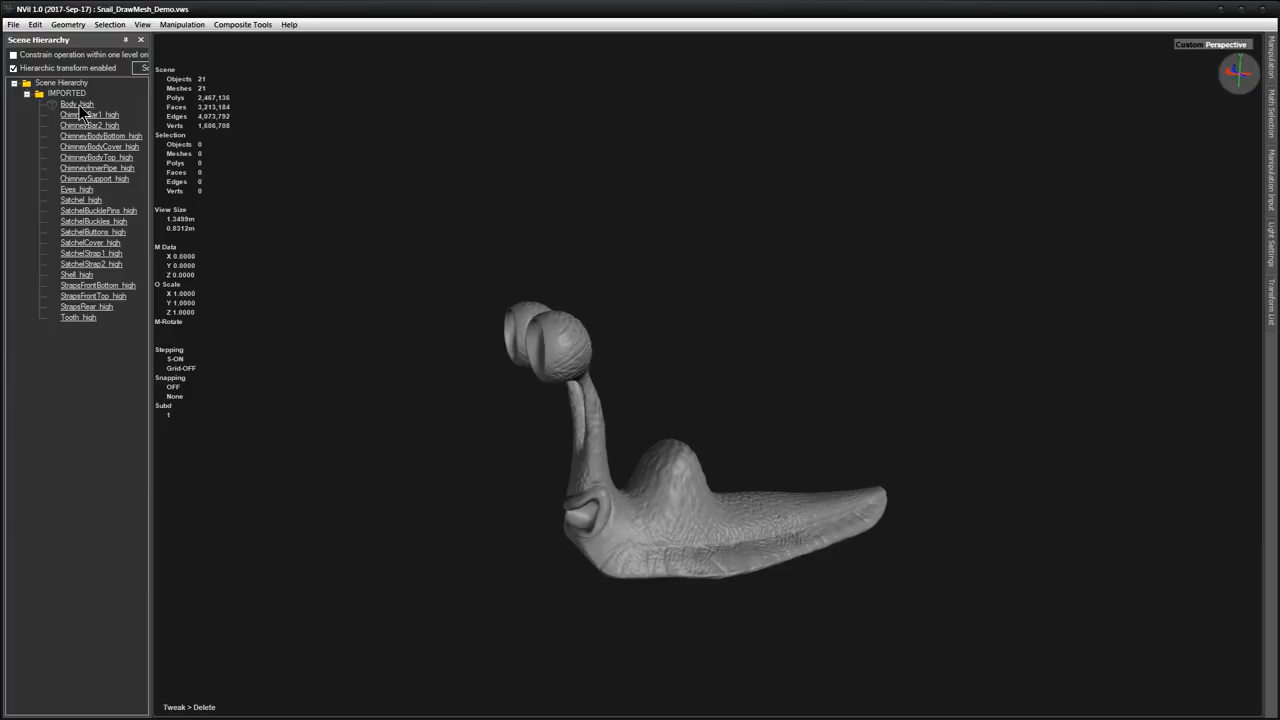 NVil 1.0 (2017-Sep-17) : Snail_DrawMesh_Demo.vws
File Edit Geometry Selection View Manipulation Composite Tools Help
Scene Hierarchy
Constrain operation within one level on
Hierarchic transform enabled
Sc
Scene Hierarchy
IMPORTED
Body_high
ChimneyBar1_high
ChimneyBar2_high
ChimneyBodyBottom_high
ChimneyBodyCover_high
ChimneyBodyTop_high
ChimneyInnerPipe_high
ChimneySupport_high
Eyes_high
Satchel_high
SatchelBucklePins_high
SatchelBuckles_high
SatchelButtons_high
SatchelCover_high
SatchelStrap1_high
SatchelStrap2_high
Shell_high
StrapsFrontBottom_high
StrapsFrontTop_high
StrapsRear_high
Tooth_high
Scene
Objects 21
Meshes 21
Polys 2,467,136
Faces 3,213,184
Edges 4,073,792
Verts 1,606,708
Selection
Objects 0
Meshes 0
Polys 0
Faces 0
Edges 0
Verts 0
View Size
1.3499m
0.8312m
M Data
X 0.0000
Y 0.0000
Z 0.0000
O Scale
X 1.0000
Y 1.0000
Z 1.0000
M-Rotate
Stepping
S-ON
Grid-OFF
Snapping
OFF
None
Subd
1
Tweak > Delete
Custom Perspective
Y
Manipulation
Math Selection
Manipulation Input
Light Settings
Transform List